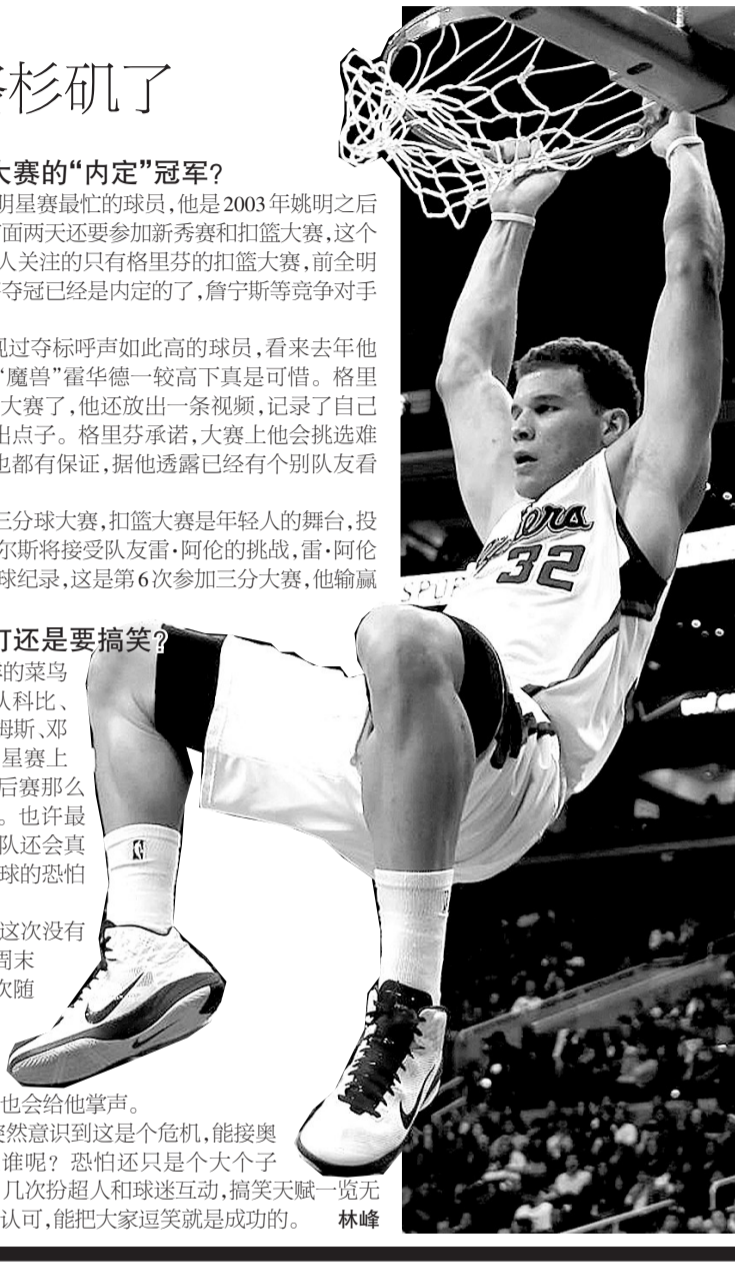 杉矶了
大赛的“内定”冠军？
明星赛最忙的球员，他是2003年姚明之后
面两天还要参加新秀赛和扣篮大赛，这个
人关注的只有格里芬的扣篮大赛，前全明
夺冠已经是内定的了，詹宁斯等竞争对手
现过夺标呼声如此高的球员，看来去年他
“魔兽”霍华德一较高下真是可惜。格里
大赛了，他还放出一条视频，记录了自己
出点子。格里芬承诺，大赛上他会挑选难
也都有保证，据他透露已经有个别队友看
三分球大赛，扣篮大赛是年轻人的舞台，投
尔斯将接受队友雷·阿伦的挑战，雷·阿伦
球纪录，这是第6次参加三分大赛，他输赢
打还是要搞笑？
的菜鸟
人科比、
姆斯、邓
星赛上
后赛那么
。也许最
队还会真
球的恐怕
这次没有
周末
次随
也会给他掌声。
突然意识到这是个危机，能接奥
谁呢？恐怕还只是个大个子
几次扮超人和球迷互动，搞笑天赋一览无
认可，能把大家逗笑就是成功的。 林峰
32
SPUR